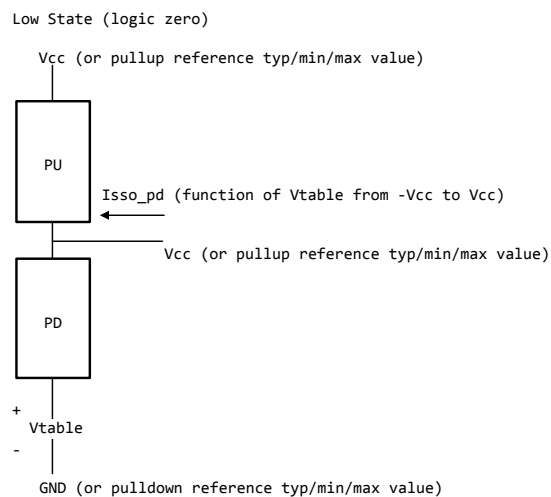 Low State (logic zero)
Vcc (or pullup reference typ/min/max value)
PU
Isso_pd (function of Vtable from -Vcc to Vcc)
Vcc (or pullup reference typ/min/max value)
PD
+
Vtable
-
GND (or pulldown reference typ/min/max value)